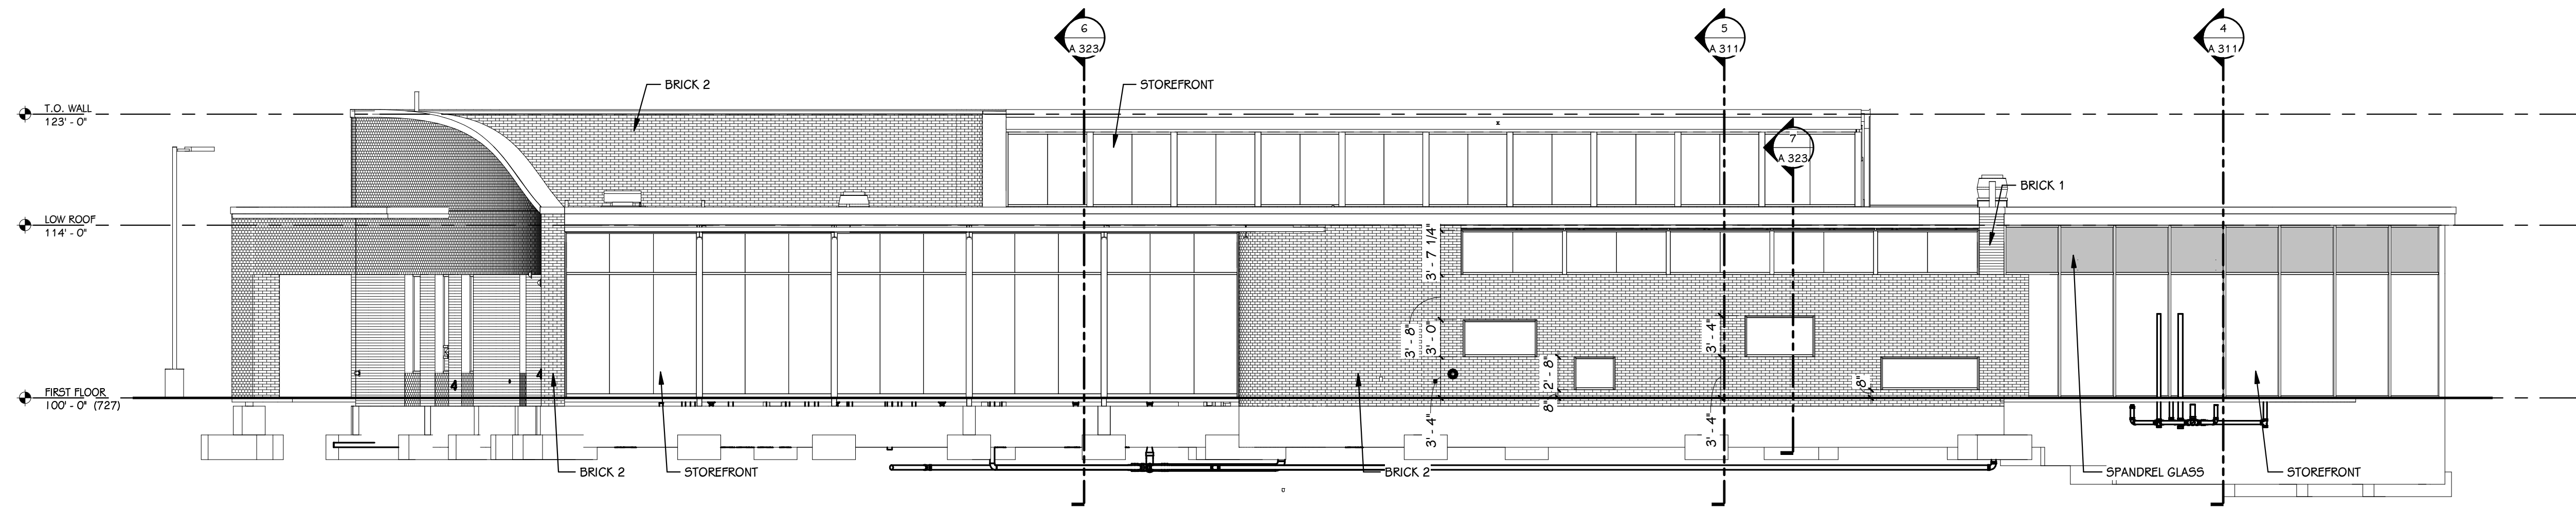 6
A 323
5
A 311
4
A 311
BRICK 2
STOREFRONT
T.O. WALL
123' - 0"
7
A 323
BRICK 1
LOW ROOF
114' - 0"
3' - 7 1/4"
3' - 8"
3' - 0"
3' - 4"
2' - 8"
8"
8"
FIRST FLOOR
100' - 0" (727)
3' - 4"
3' - 4"
BRICK 2
STOREFRONT
BRICK 2
SPANDREL GLASS
STOREFRONT